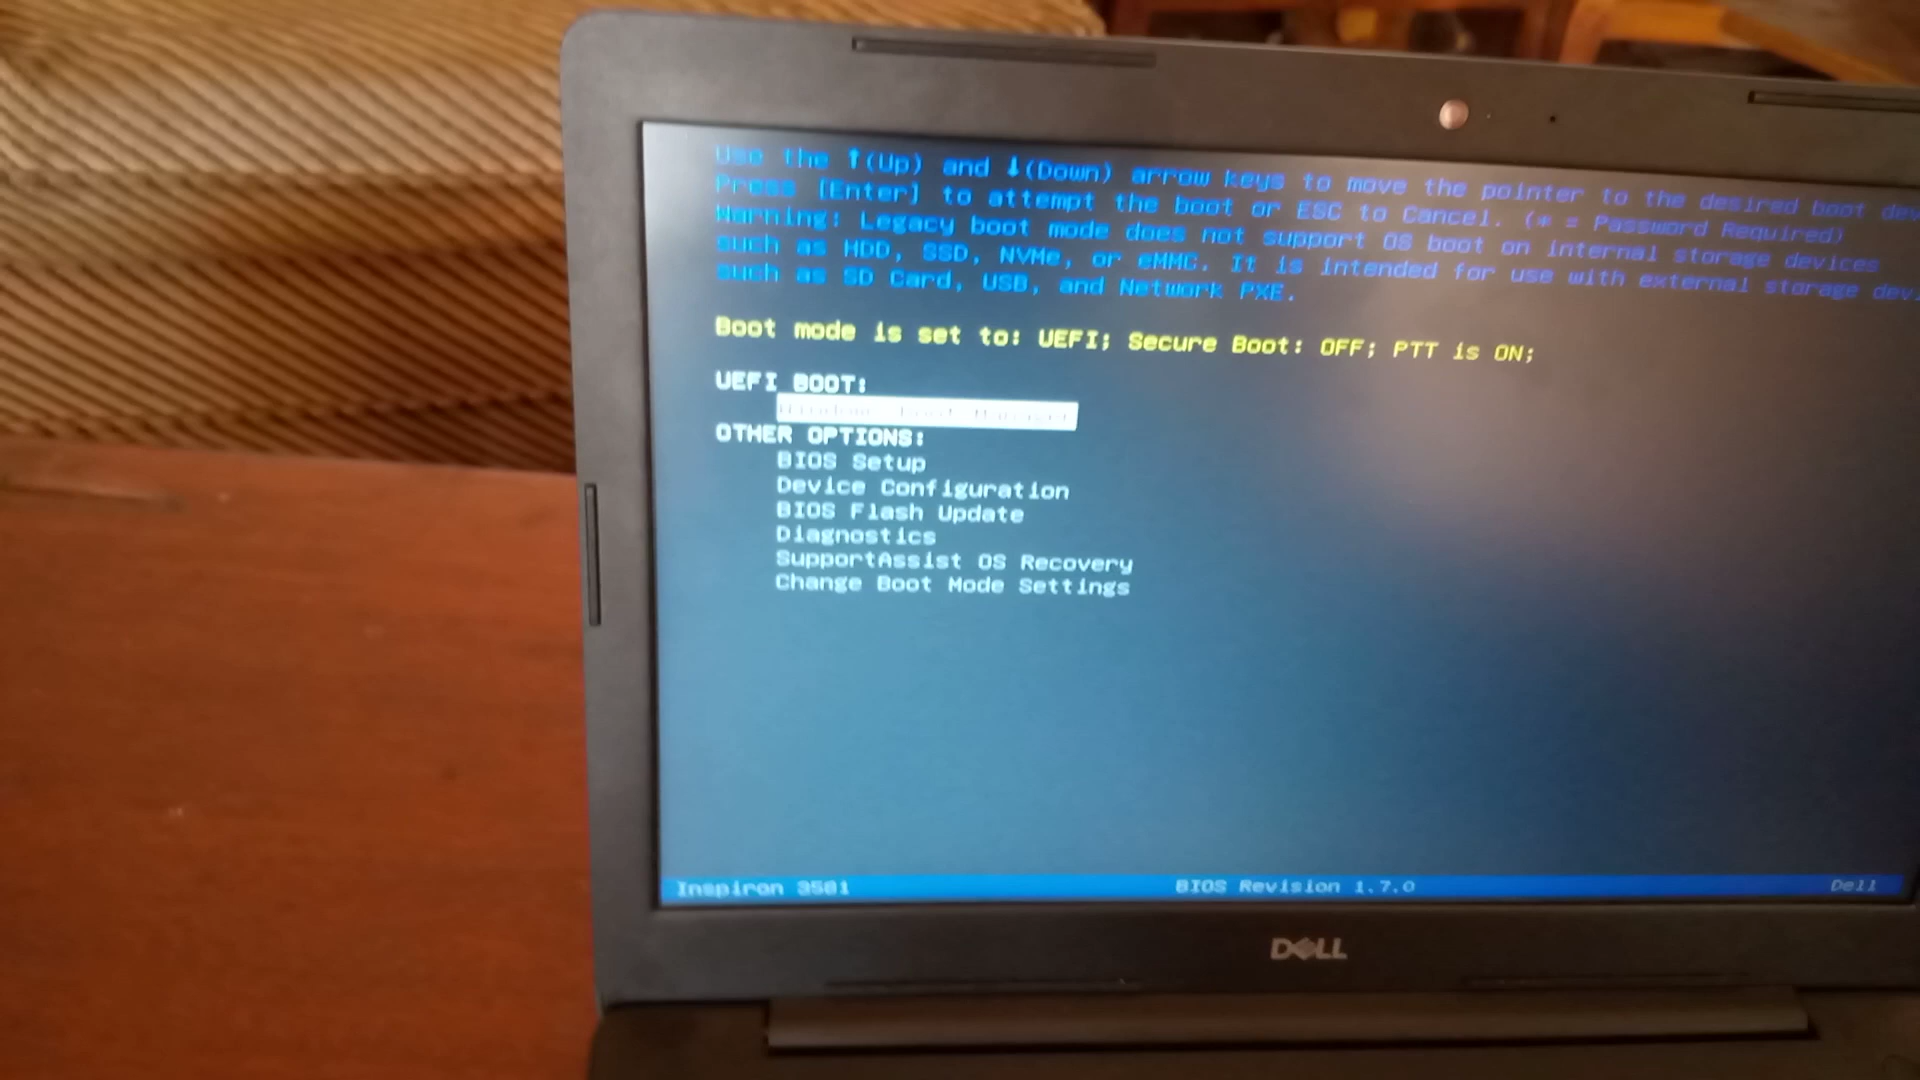 Use the ↑(Up) and ↓(Down) arrow keys to move the pointer to the desired boot dev
Press [Enter] to attempt the boot or ESC to Cancel. (* = Password Required)
Warning: Legacy boot mode does not support OS boot on internal storage devices
such as HDD, SSD, NVMe, or eMMC. It is intended for use with external storage devi
such as SD Card, USB, and Network PXE.
Boot mode is set to: UEFI; Secure Boot: OFF; PTT is ON;
UEFI BOOT:
Windows Boot Manager
OTHER OPTIONS:
BIOS Setup
Device Configuration
BIOS Flash Update
Diagnostics
SupportAssist OS Recovery
Change Boot Mode Settings
Inspiron 3581 BIOS Revision 1.7.0 Dell
DELL